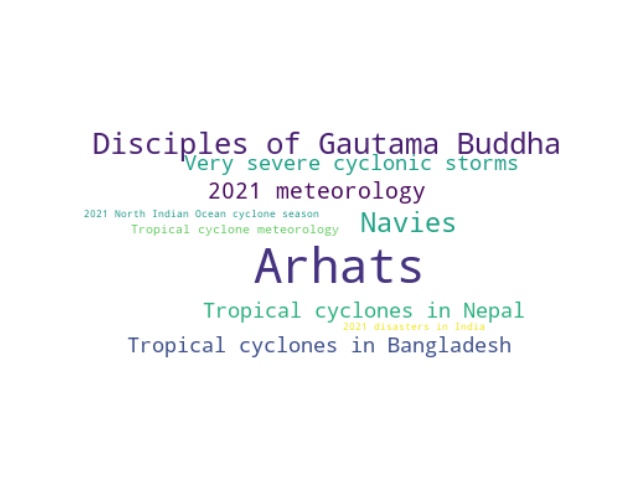 Disciples of Gautama Buddha
Very severe cyclonic storms
2021 meteorology
2021 North Indian Ocean cyclone season
Navies
Tropical cyclone meteorology
Arhats
Tropical cyclones in Nepal
2021 disasters in India
Tropical cyclones in Bangladesh